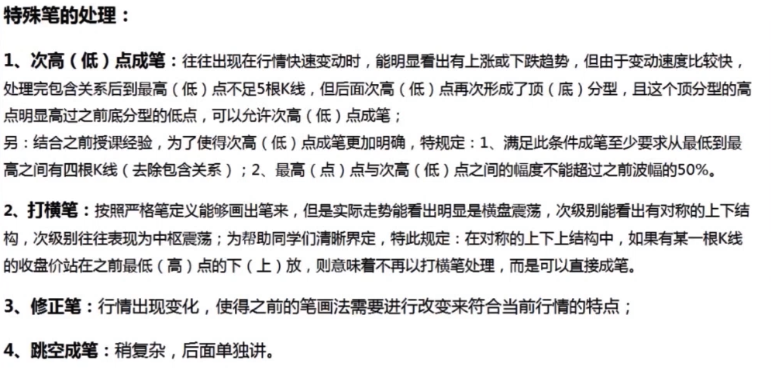 特殊笔的处理：
1、次高（低）点成笔：往往出现在行情快速变动时，能明显看出有上涨或下跌趋势，但由于变动速度比较快，
处理完包含关系后到最高（低）点不足5根K线，但后面次高（低）点再次形成了顶（底）分型，且这个顶分型的高
点明显高过之前底分型的低点，可以允许次高（低）点成笔；
另：结合之前授课经验，为了使得次高（低）点成笔更加明确，特规定：1、满足此条件成笔至少要求从最低到最
高之间有四根K线（去除包含关系）；2、最高（点）点与次高（低）点之间的幅度不能超过之前波幅的50%。
2、打横笔：按照严格笔定义能够画出笔来，但是实际走势能看出明显是横盘震荡，次级别能看出有对称的上下结
构，次级别往往表现为中枢震荡；为帮助同学们清晰界定，特此规定：在对称的上下上结构中，如果有某一根K线
的收盘价站在之前最低（高）点的下（上）放，则意味着不再以打横笔处理，而是可以直接成笔。
3、修正笔：行情出现变化，使得之前的笔画法需要进行改变来符合当前行情的特点；
4、跳空成笔：稍复杂，后面单独讲。